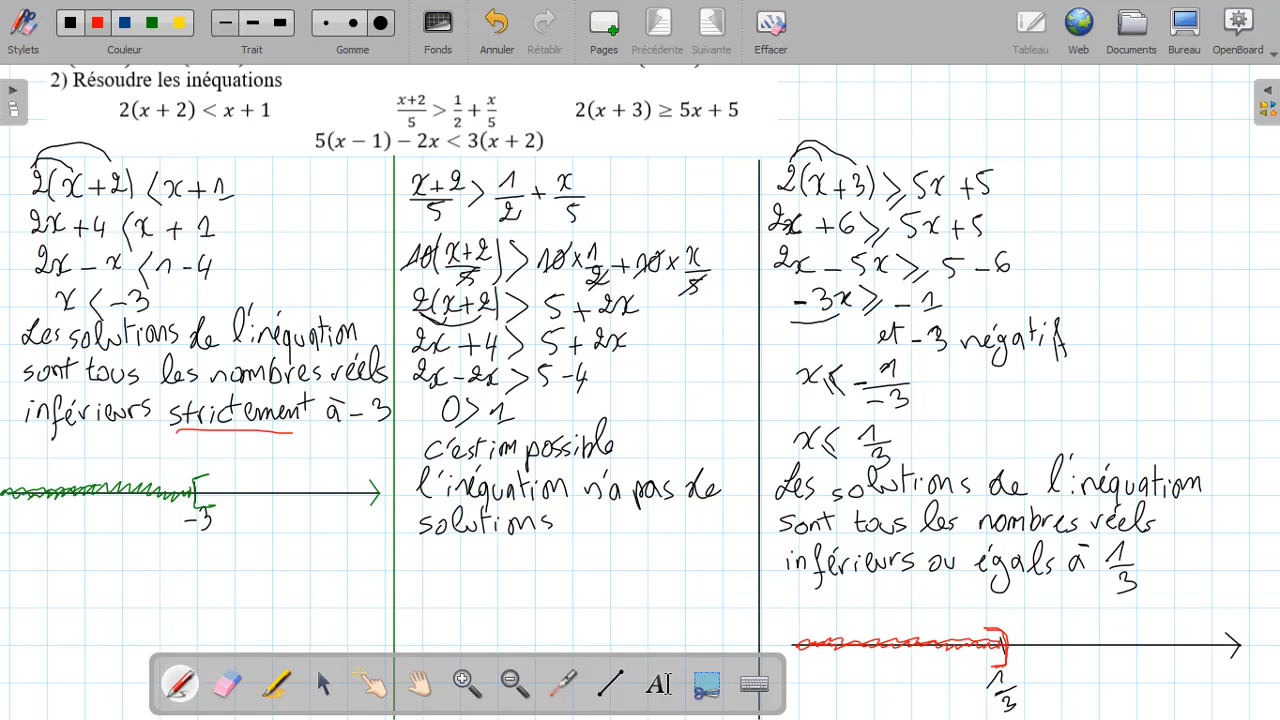 Stylets Couleur Trait Gomme Fonds Annuler Rétablir Pages Précédente Suivante Effacer Tableau Web Documents Bureau OpenBoard
2) Résoudre les inéquations
2(x + 2) < x + 1
(x+2)/5 > 1/2 + x/5
2(x + 3) ≥ 5x + 5
5(x − 1) − 2x < 3(x + 2)
2(x+2) < x+1
2x+4 < x + 1
2x - x < 1-4
x < -3
Les solutions de l'inéquation
sont tous les nombres réels
inférieurs strictement à -3
-3
(x+2)/5 > 1/2 + x/5
10((x+2)/5) > 10×1/2 + 10×x/5
2(x+2) > 5 + 2x
2x+4 > 5 + 2x
2x-2x > 5-4
0 > 1
c'est impossible
l'inéquation n'a pas de
solutions
2(x+3) ≥ 5x +5
2x +6 ≥ 5x+5
2x - 5x ≥ 5-6
-3x ≥ -1
et -3 négatif
x ≤ -1/-3
x ≤ 1/3
Les solutions de l'inéquation
sont tous les nombres réels
inférieurs ou égals à 1/3
1/3